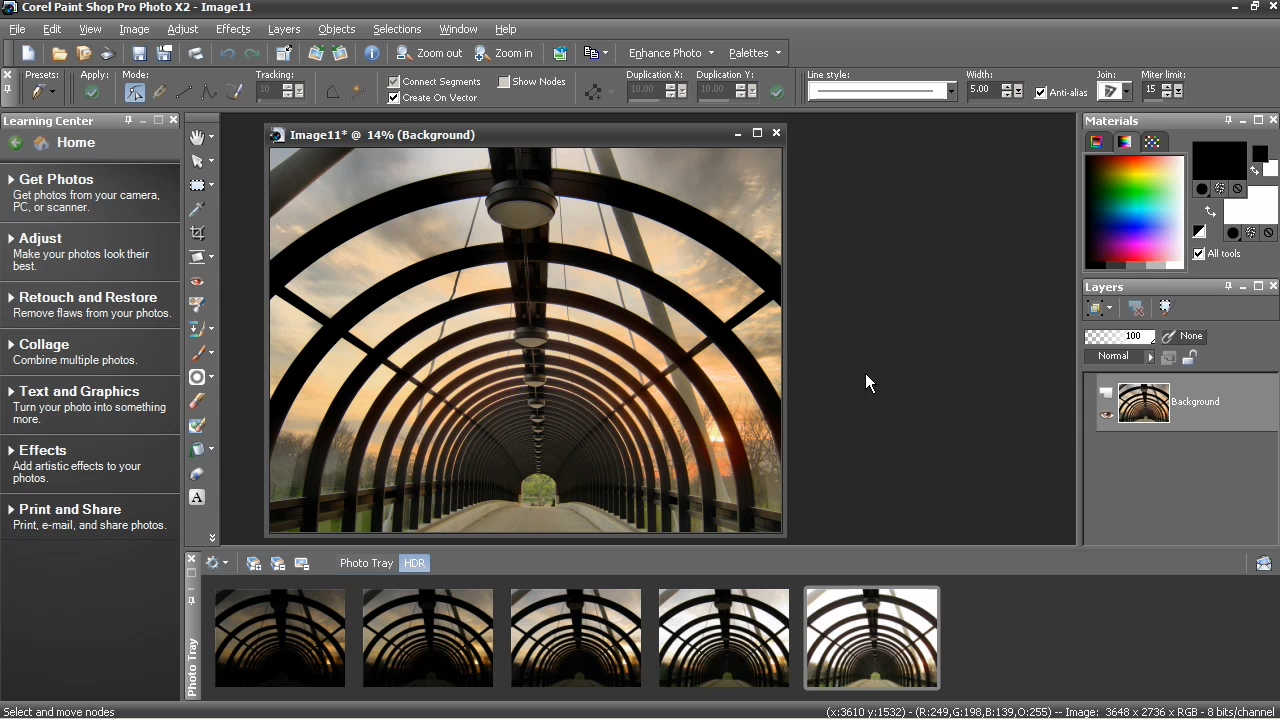 Corel Paint Shop Pro Photo X2 - Image11
File Edit View Image Adjust Effects Layers Objects Selections Window Help
Zoom out Zoom in Enhance Photo Palettes
Presets: Apply: Mode: Tracking: Connect Segments Show Nodes Duplication X: Duplication Y: Line style: Width: Join: Miter limit:
10 Create On Vector 10.00 10.00 5.00 Anti-alias 15
Learning Center
Home
Get Photos
Get photos from your camera,
PC, or scanner.
Adjust
Make your photos look their
best.
Retouch and Restore
Remove flaws from your photos.
Collage
Combine multiple photos.
Text and Graphics
Turn your photo into something
more.
Effects
Add artistic effects to your
photos.
Print and Share
Print, e-mail, and share photos.
A
Image11* @ 14% (Background)
Materials
All tools
Layers
100 None
Normal
Background
Photo Tray HDR
Photo Tray
Select and move nodes
(x:3610 y:1532) - (R:249,G:198,B:139,O:255) -- Image: 3648 x 2736 x RGB - 8 bits/channel